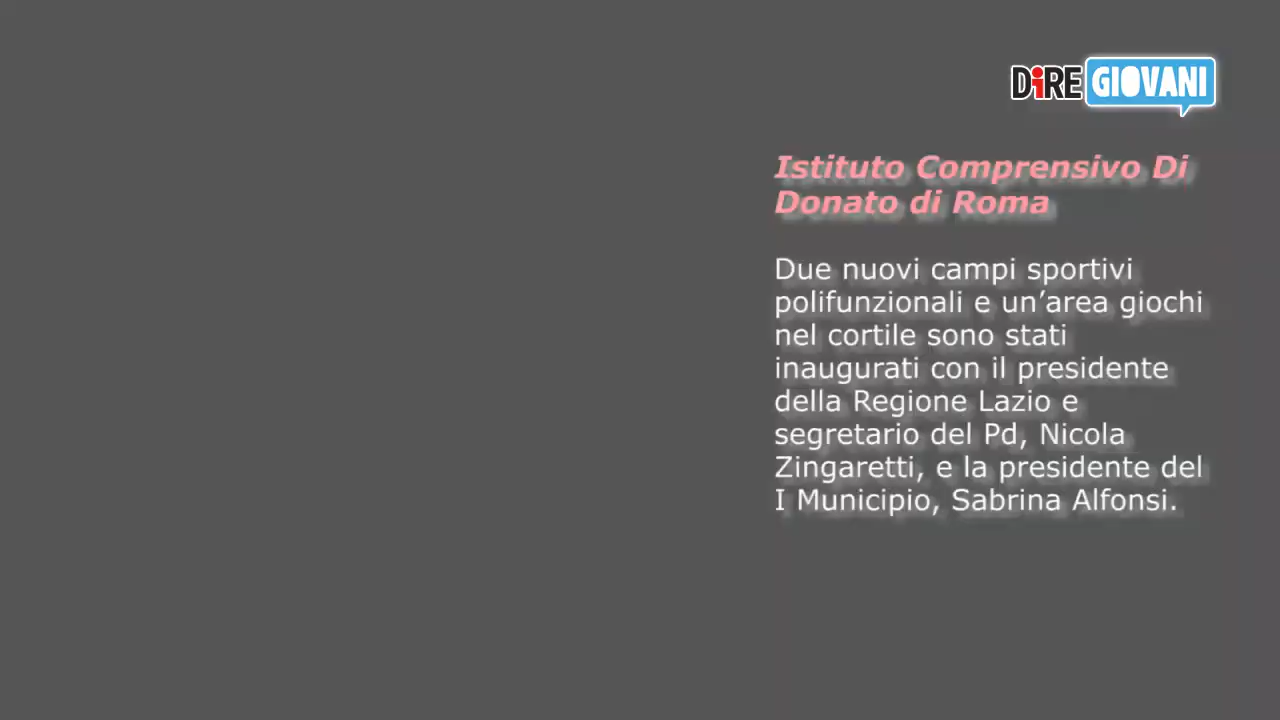 DiRE GIOVANI
Istituto Comprensivo Di
Donato di Roma
Due nuovi campi sportivi
polifunzionali e un’area giochi
nel cortile sono stati
inaugurati con il presidente
della Regione Lazio e
segretario del Pd, Nicola
Zingaretti, e la presidente del
I Municipio, Sabrina Alfonsi.